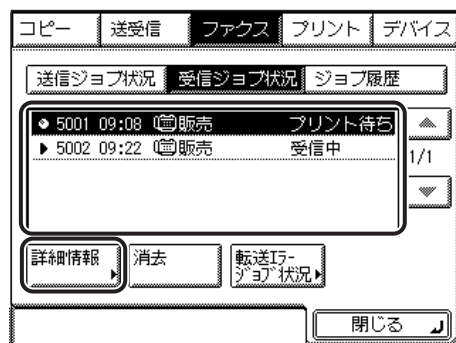 コピー 送受信 ファクス プリント デバイス
送信ジョブ状況 受信ジョブ状況 ジョブ履歴
5001 09:08 販売 プリント待ち
5002 09:22 販売 受信中
1/1
詳細情報 消去 転送エラー
ジョブ状況
閉じる